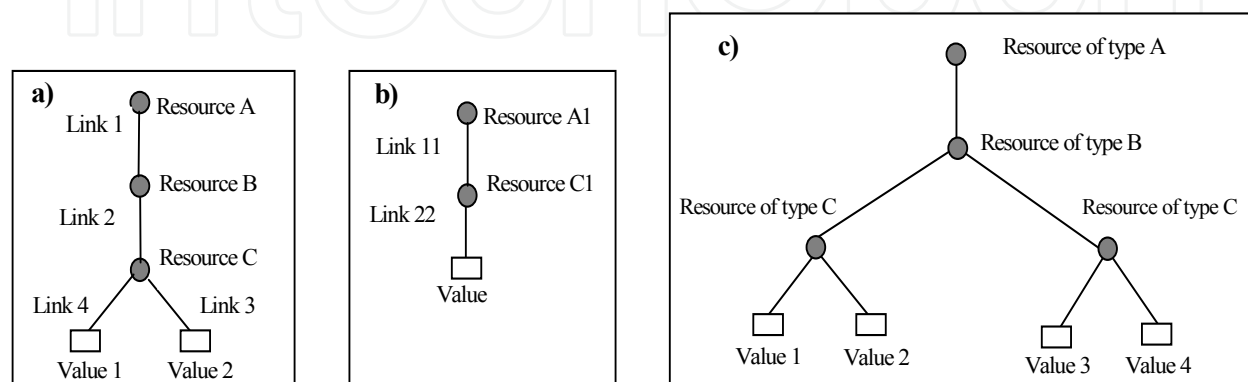 a)
Resource A
Link 1
Resource B
Link 2
Resource C
Link 4
Link 3
Value 1
Value 2
b)
Resource A1
Link 11
Resource C1
Link 22
Value
c)
Resource of type A
Resource of type B
Resource of type C
Resource of type C
Value 1
Value 2
Value 3
Value 4